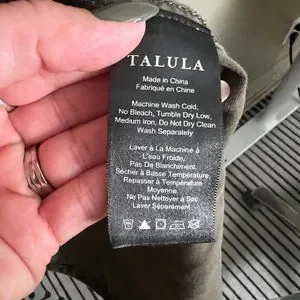 TALULA
Made in China
Fabriqué en Chine
Machine Wash Cold,
No Bleach, Tumble Dry Low,
Medium Iron, Do Not Dry Clean
Wash Separately
Laver À La Machine À
L'eau Froide,
Pas De Blanchiment,
Sécher à Basse Température,
Repasser à Température
Moyenne,
Ne Pas Nettoyer à Sec
Laver Séparément